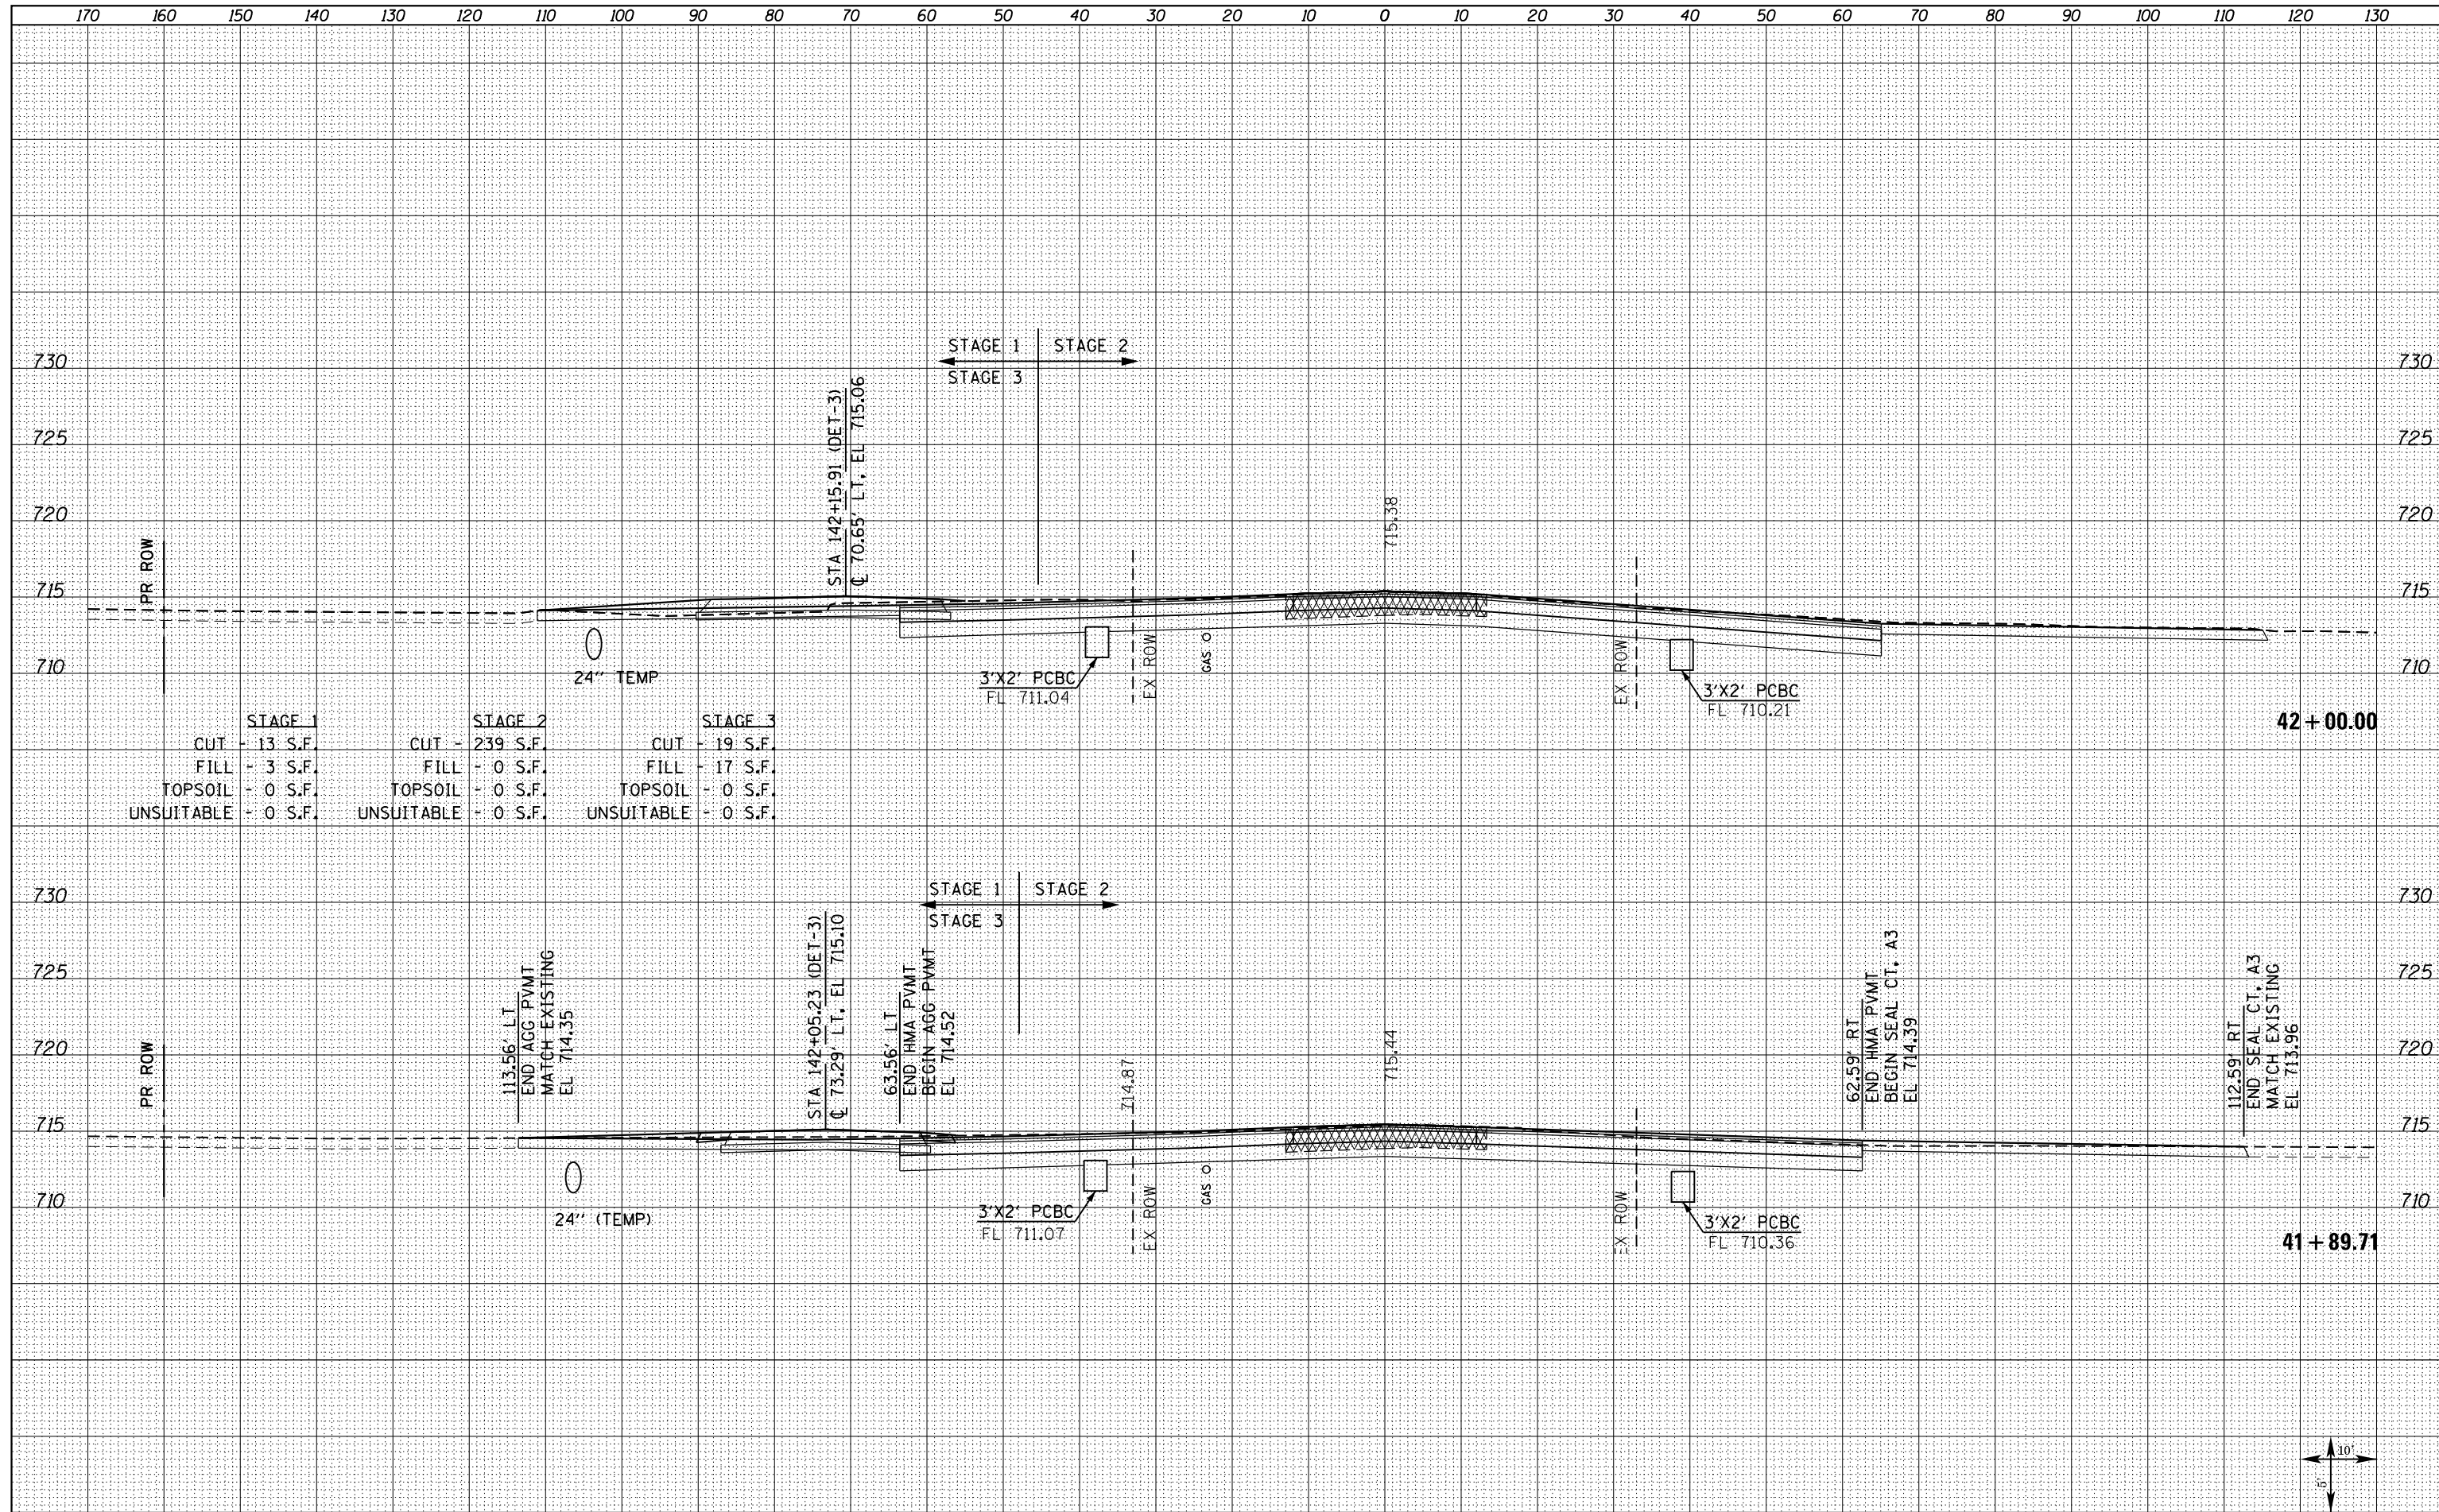 170 160 150 140 130 120 110 100 90 80 70 60 50 40 30 20 10 0 10 20 30 40 50 60 70 80 90 100 110 120 130
730
725
720
715
710
730
725
720
715
710
STAGE 1 STAGE 2
STAGE 3
STA 142+15.91 (DET-3)
℄ 70.65' LT, EL 715.06
PR ROW
715.38
24'' TEMP
3'X2' PCBC
FL 711.04
EX ROW
GAS
EX ROW
3'X2' PCBC
FL 710.21
42+00.00
STAGE 1
CUT - 13 S.F.
FILL - 3 S.F.
TOPSOIL - 0 S.F.
UNSUITABLE - 0 S.F.
STAGE 2
CUT - 239 S.F.
FILL - 0 S.F.
TOPSOIL - 0 S.F.
UNSUITABLE - 0 S.F.
STAGE 3
CUT - 19 S.F.
FILL - 17 S.F.
TOPSOIL - 0 S.F.
UNSUITABLE - 0 S.F.
730
725
720
715
710
730
725
720
715
710
STAGE 1 STAGE 2
STAGE 3
PR ROW
113.56' LT
END AGG PVMT
MATCH EXISTING
EL 714.35
STA 142+05.23 (DET-3)
℄ 73.29' LT, EL 715.10
63.56' LT
END HMA PVMT
BEGIN AGG PVMT
EL 714.52
714.87
715.44
62.59' RT
END HMA PVMT
BEGIN SEAL CT, A3
EL 714.39
112.59' RT
END SEAL CT, A3
MATCH EXISTING
EL 713.96
24'' (TEMP)
3'X2' PCBC
FL 711.07
EX ROW
GAS
EX ROW
3'X2' PCBC
FL 710.36
41+89.71
10'
5'